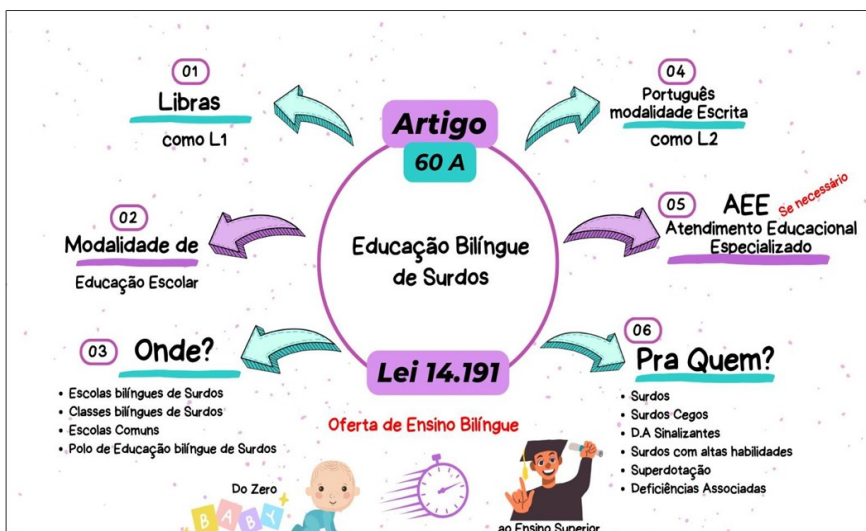 Artigo
60 A
Educação Bilíngue
de Surdos
Lei 14.191
01
Libras
como L1
02
Modalidade de
Educação Escolar
03 Onde?
• Escolas bilíngues de Surdos
• Classes bilíngues de Surdos
• Escolas Comuns
• Polo de Educação bilíngue de Surdos
04
Português
modalidade Escrita
como L2
05 AEE Se necessário
Atendimento Educacional
Especializado
06
Pra Quem?
• Surdos
• Surdos Cegos
• D.A Sinalizantes
• Surdos com altas habilidades
• Superdotação
• Deficiências Associadas
Oferta de Ensino Bilíngue
Do Zero
BABY
ao Ensino Superior